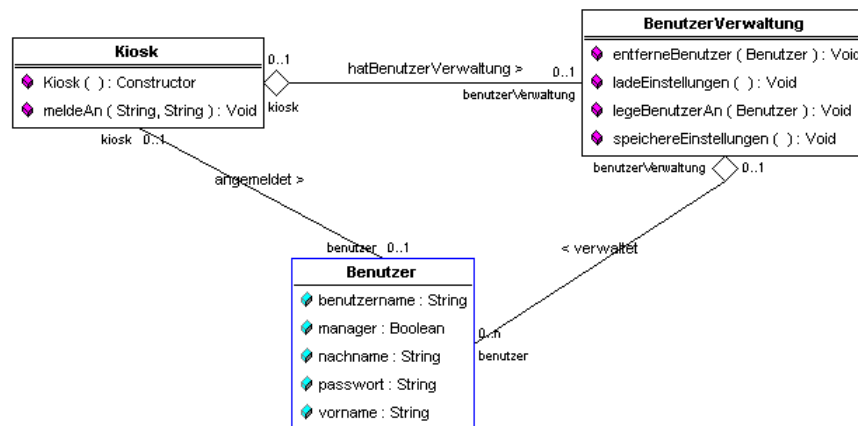 Kiosk
Kiosk ( ) : Constructor
meldeAn ( String, String ) : Void
0..1
kiosk
hatBenutzerVerwaltung >
0..1
benutzerVerwaltung
BenutzerVerwaltung
entferneBenutzer ( Benutzer ) : Void
ladeEinstellungen ( ) : Void
legeBenutzerAn ( Benutzer ) : Void
speichereEinstellungen ( ) : Void
kiosk 0..1
angemeldet >
benutzer 0..1
benutzerVerwaltung 0..1
< verwaltet
0..n
benutzer
Benutzer
benutzername : String
manager : Boolean
nachname : String
passwort : String
vorname : String